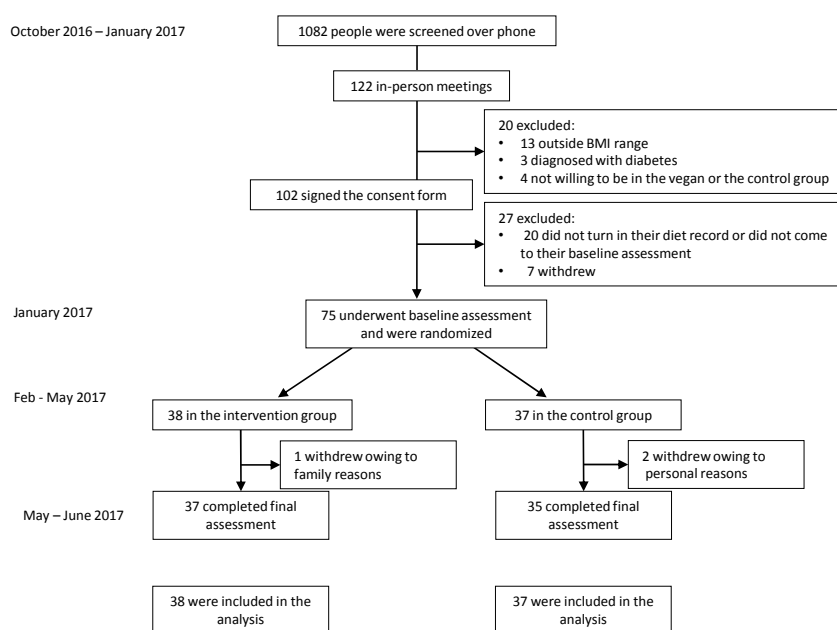 October 2016 – January 2017
1082 people were screened over phone
122 in-person meetings
20 excluded:
• 13 outside BMI range
• 3 diagnosed with diabetes
• 4 not willing to be in the vegan or the control group
102 signed the consent form
27 excluded:
• 20 did not turn in their diet record or did not come
to their baseline assessment
• 7 withdrew
January 2017
75 underwent baseline assessment
and were randomized
Feb - May 2017
38 in the intervention group
37 in the control group
1 withdrew owing to
family reasons
2 withdrew owing to
personal reasons
May – June 2017
37 completed final
assessment
35 completed final
assessment
38 were included in the
analysis
37 were included in the
analysis